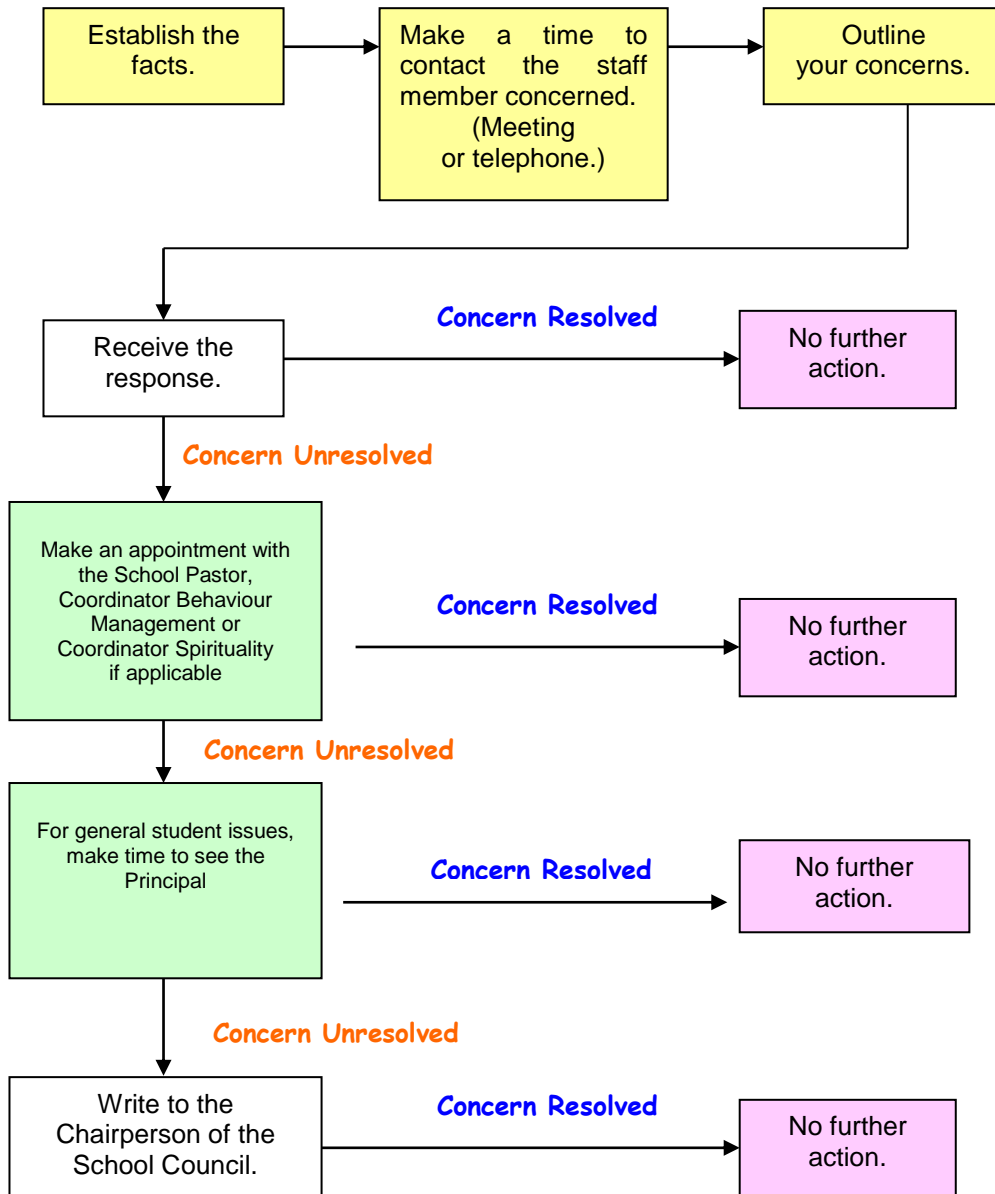 Establish the
facts.
Make a time to
contact the staff
member concerned.
(Meeting
or telephone.)
Outline
your concerns.
Receive the
response.
Concern Resolved
No further
action.
Concern Unresolved
Make an appointment with
the School Pastor,
Coordinator Behaviour
Management or
Coordinator Spirituality
if applicable
Concern Resolved
No further
action.
Concern Unresolved
For general student issues,
make time to see the
Principal
Concern Resolved
No further
action.
Concern Unresolved
Write to the
Chairperson of the
School Council.
Concern Resolved
No further
action.